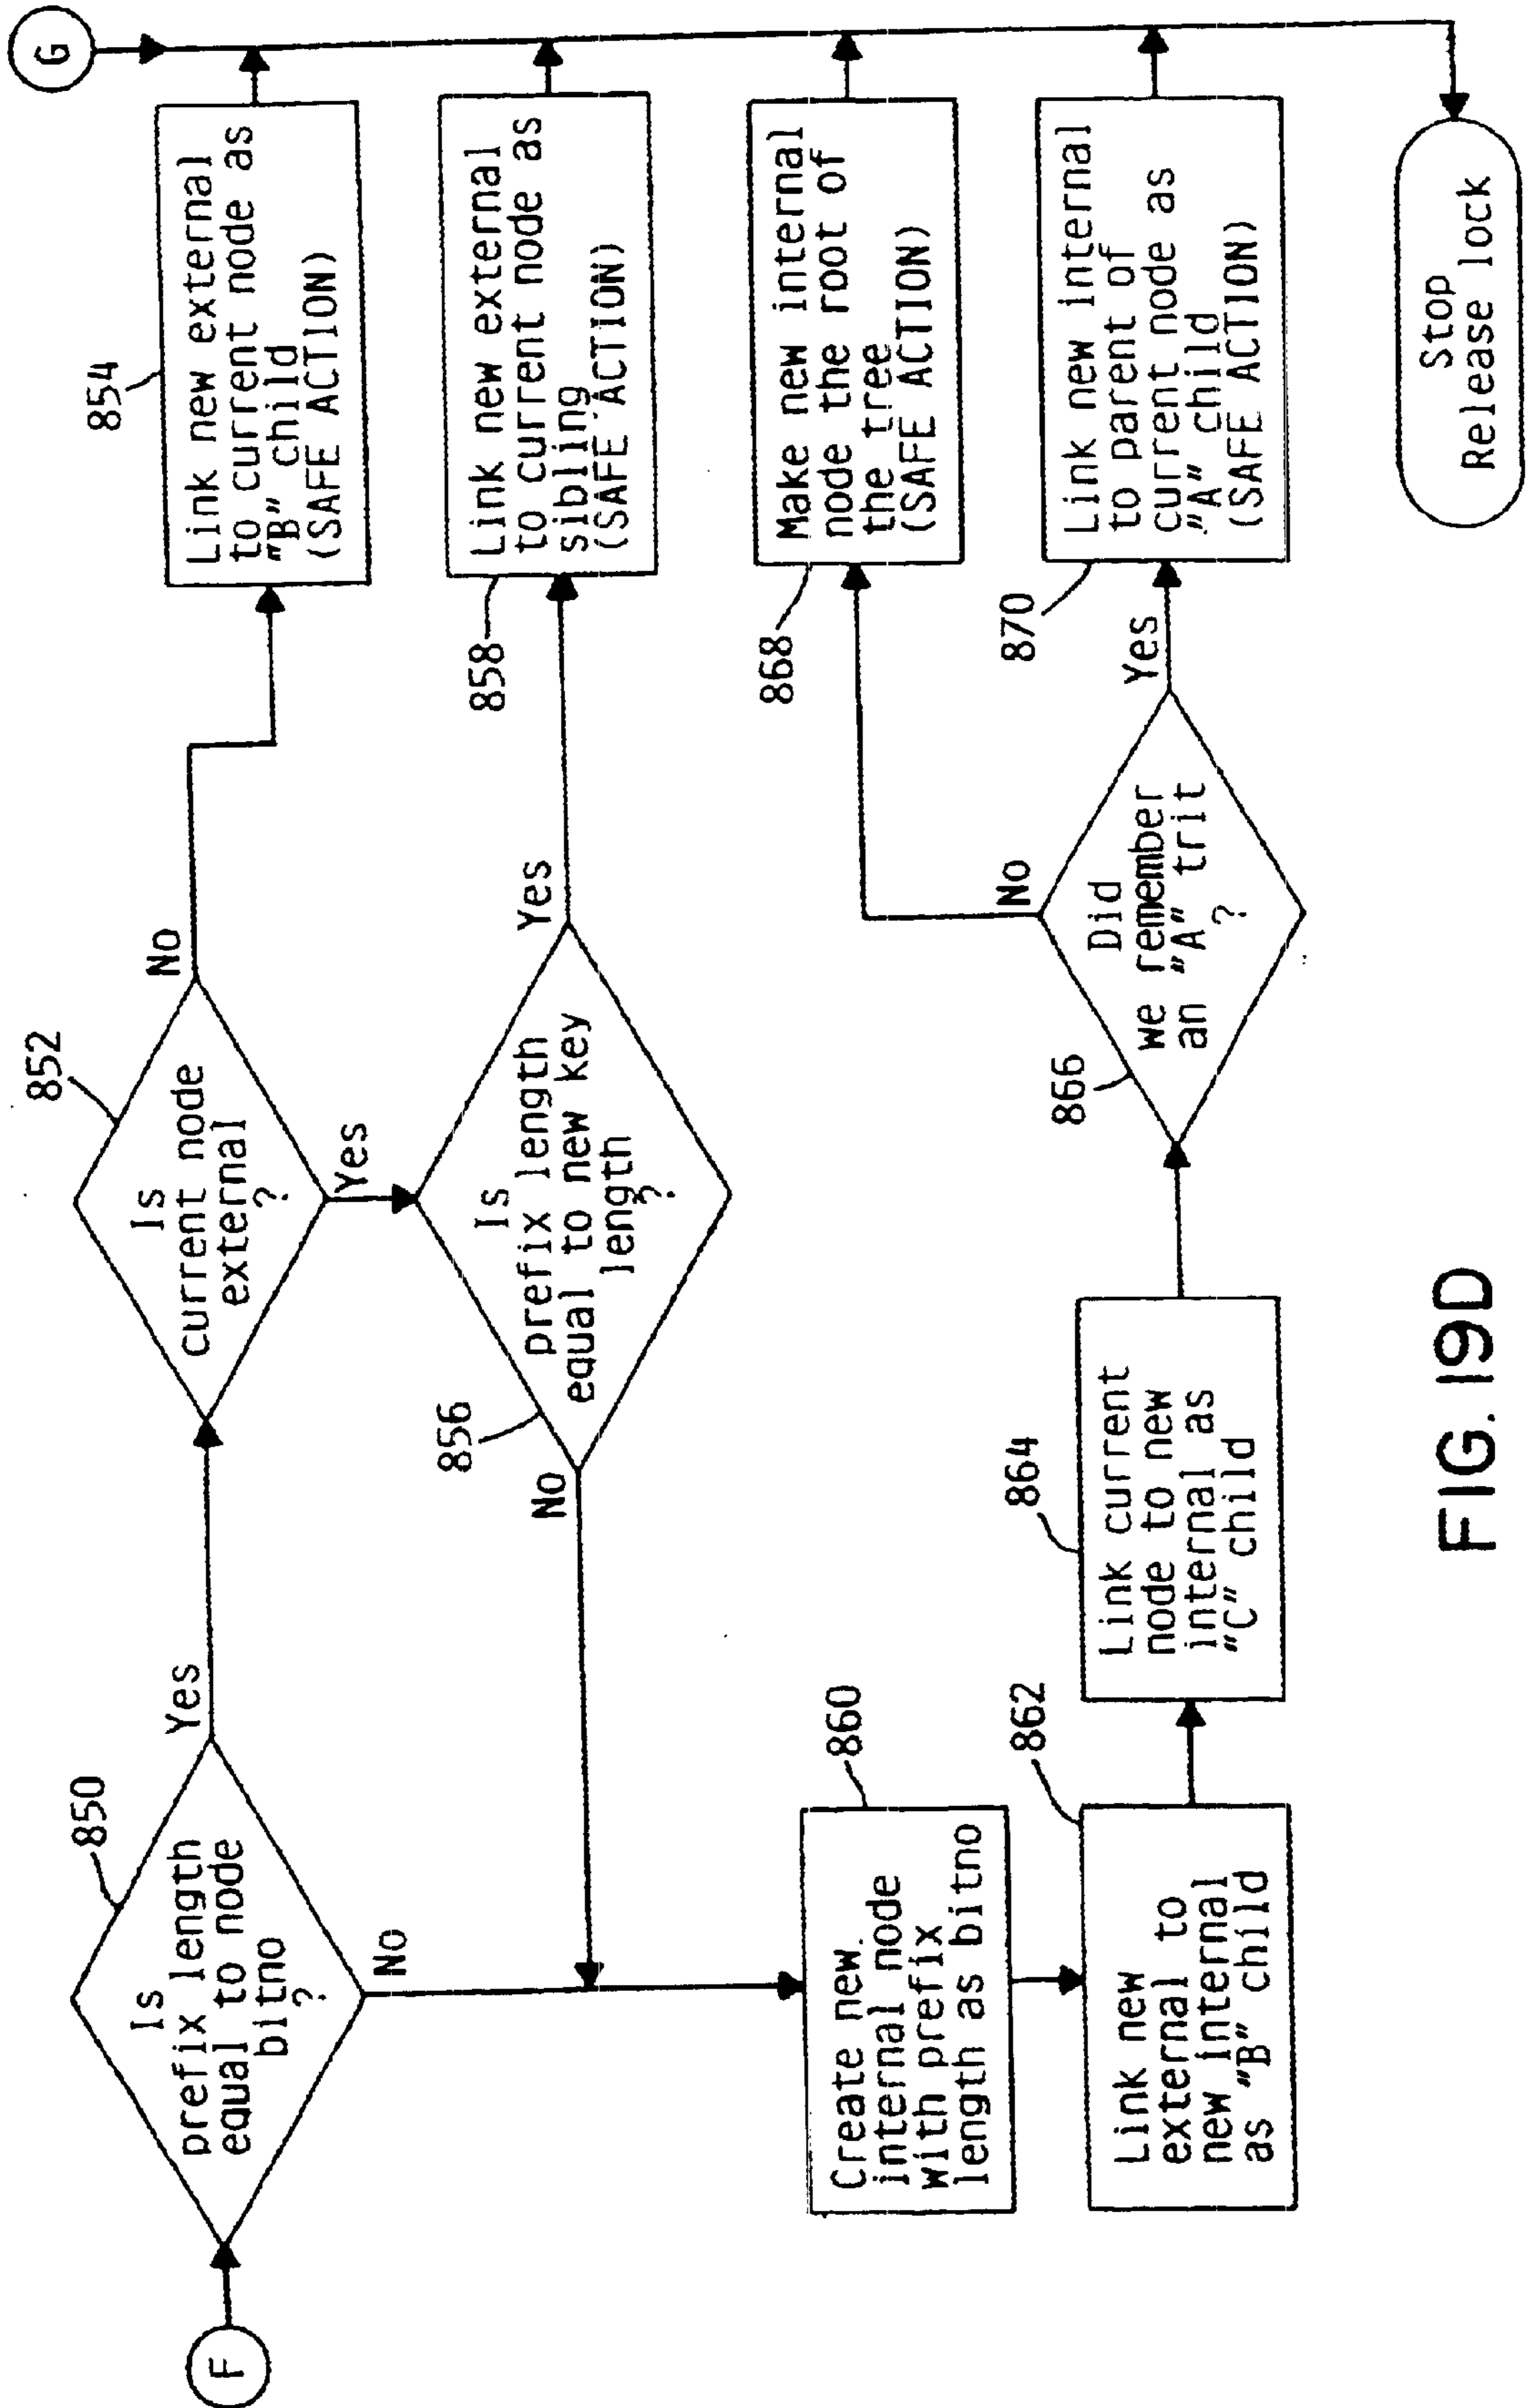 F
850
Is
prefix length
equal to node
bitno
?
Yes
No
852
Is
current node
external
?
No
Yes
854
Link new external
to current node as
"B" child
(SAFE ACTION)
G
856
Is
prefix length
equal to new key
length
?
Yes
No
858
Link new external
to current node as
sibling
(SAFE ACTION)
860
Create new
internal node
with prefix
length as bitno
862
Link new
external to
new internal
as "B" child
864
Link current
node to new
internal as
"C" child
866
Did
we remember
an "A" trit
?
No
Yes
868
Make new internal
node the root of
the tree
(SAFE ACTION)
870
Link new internal
to parent of
current node as
"A" child
(SAFE ACTION)
Stop
Release lock
FIG. 19D